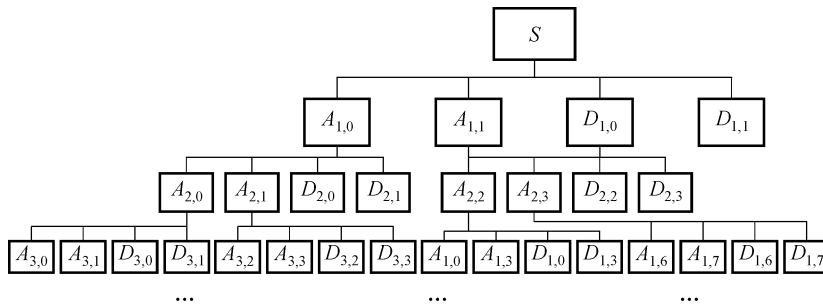 S
A1,0 A1,1 D1,0 D1,1
A2,0 A2,1 D2,0 D2,1 A2,2 A2,3 D2,2 D2,3
A3,0 A3,1 D3,0 D3,1 A3,2 A3,3 D3,2 D3,3 A1,0 A1,3 D1,0 D1,3 A1,6 A1,7 D1,6 D1,7
... ... ...